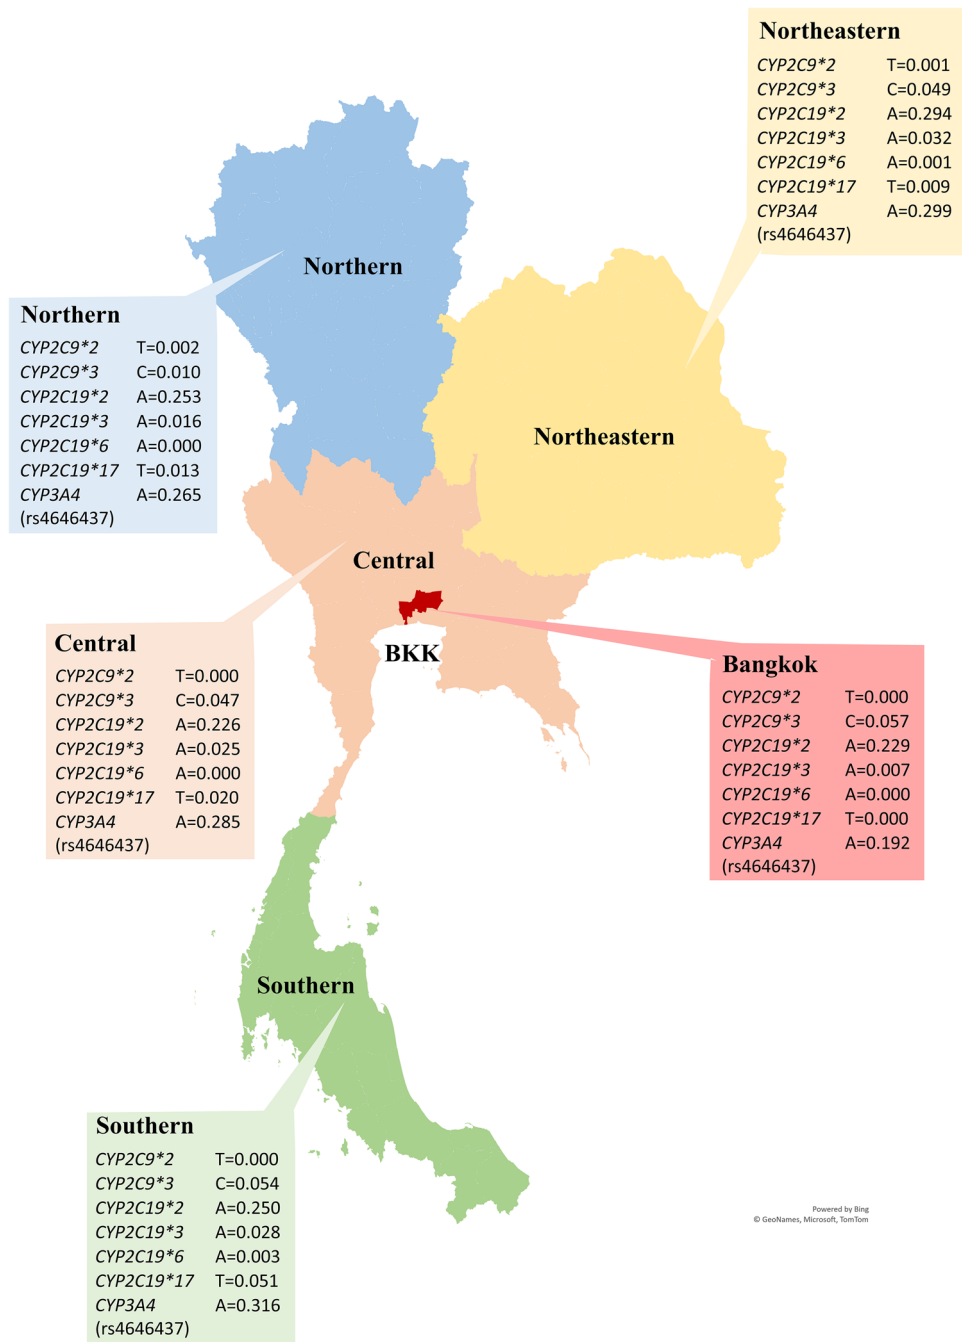 Northeastern
CYP2C9*2 T=0.001
CYP2C9*3 C=0.049
CYP2C19*2 A=0.294
CYP2C19*3 A=0.032
CYP2C19*6 A=0.001
CYP2C19*17 T=0.009
CYP3A4 A=0.299
(rs4646437)
Northern
Northern
CYP2C9*2 T=0.002
CYP2C9*3 C=0.010
CYP2C19*2 A=0.253
CYP2C19*3 A=0.016
CYP2C19*6 A=0.000
CYP2C19*17 T=0.013
CYP3A4 A=0.265
(rs4646437)
Northeastern
Central
BKK
Central
CYP2C9*2 T=0.000
CYP2C9*3 C=0.047
CYP2C19*2 A=0.226
CYP2C19*3 A=0.025
CYP2C19*6 A=0.000
CYP2C19*17 T=0.020
CYP3A4 A=0.285
(rs4646437)
Bangkok
CYP2C9*2 T=0.000
CYP2C9*3 C=0.057
CYP2C19*2 A=0.229
CYP2C19*3 A=0.007
CYP2C19*6 A=0.000
CYP2C19*17 T=0.000
CYP3A4 A=0.192
(rs4646437)
Southern
Southern
CYP2C9*2 T=0.000
CYP2C9*3 C=0.054
CYP2C19*2 A=0.250
CYP2C19*3 A=0.028
CYP2C19*6 A=0.003
CYP2C19*17 T=0.051
CYP3A4 A=0.316
(rs4646437)
Powered by Bing
© GeoNames, Microsoft, TomTom